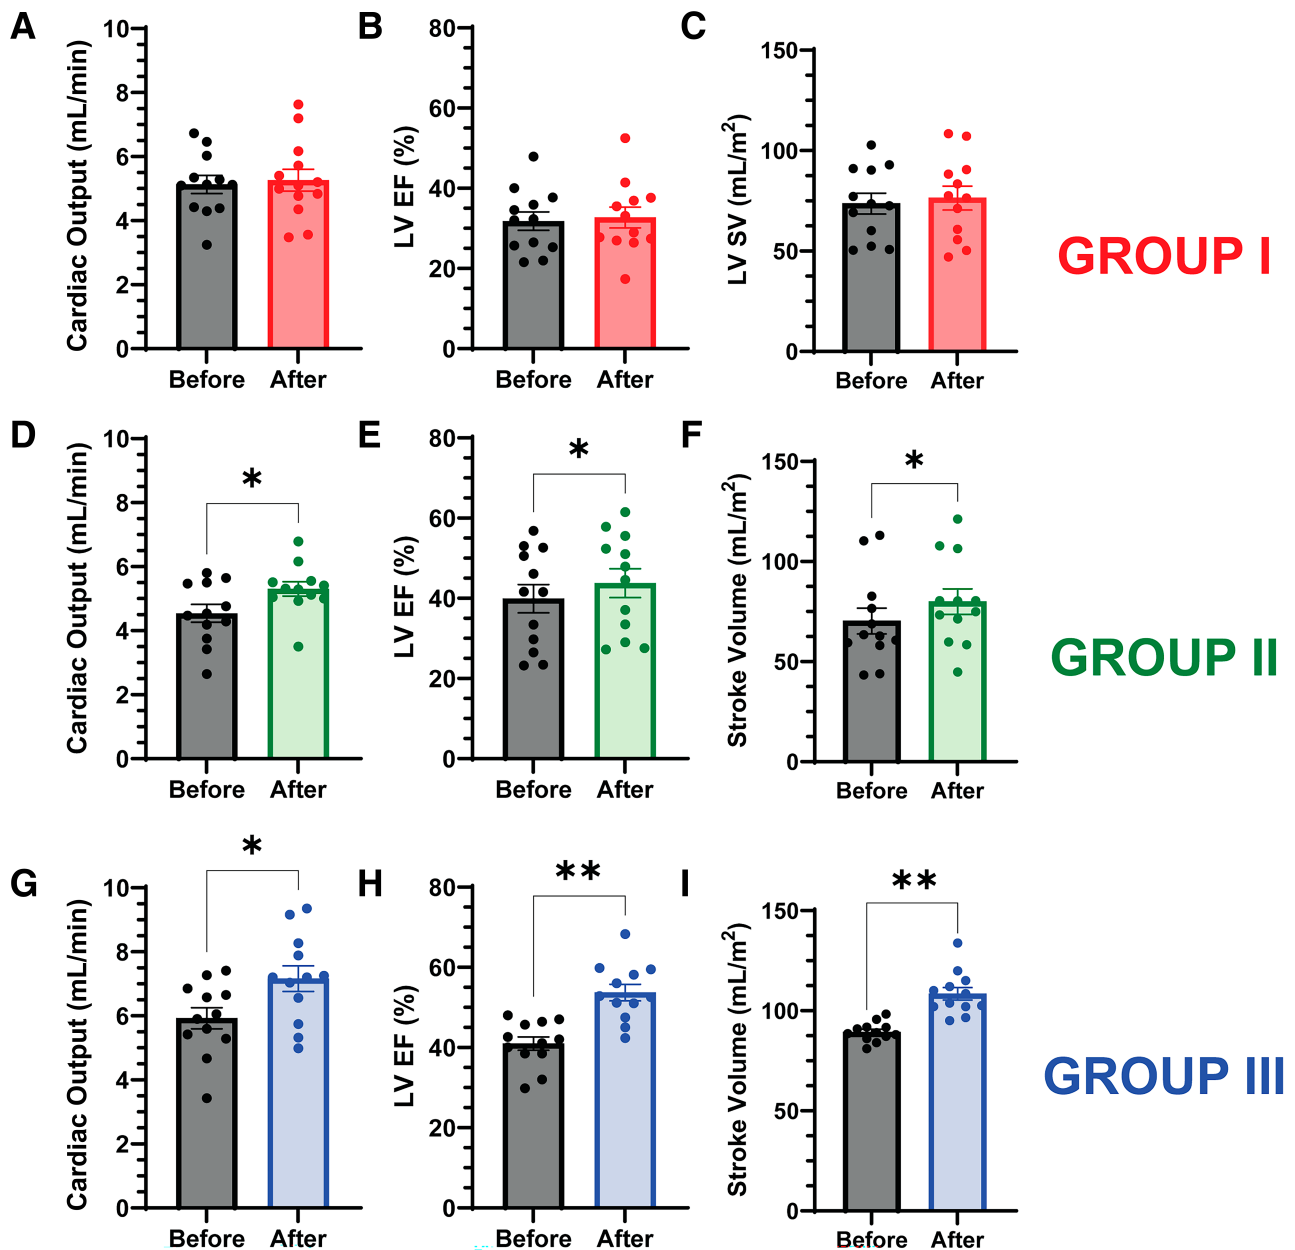 A
Cardiac Output (mL/min)
10
8
6
4
2
0
Before After
B
LV EF (%)
80
60
40
20
0
Before After
C
LV SV (mL/m²)
150
100
50
0
Before After
GROUP I
D
Cardiac Output (mL/min)
10
8
6
4
2
0
*
Before After
E
LV EF (%)
80
60
40
20
0
*
Before After
F
Stroke Volume (mL/m²)
150
100
50
0
*
Before After
GROUP II
G
Cardiac Output (mL/min)
10
8
6
4
2
0
*
Before After
H
LV EF (%)
80
60
40
20
0
**
Before After
I
Stroke Volume (mL/m²)
150
100
50
0
**
Before After
GROUP III